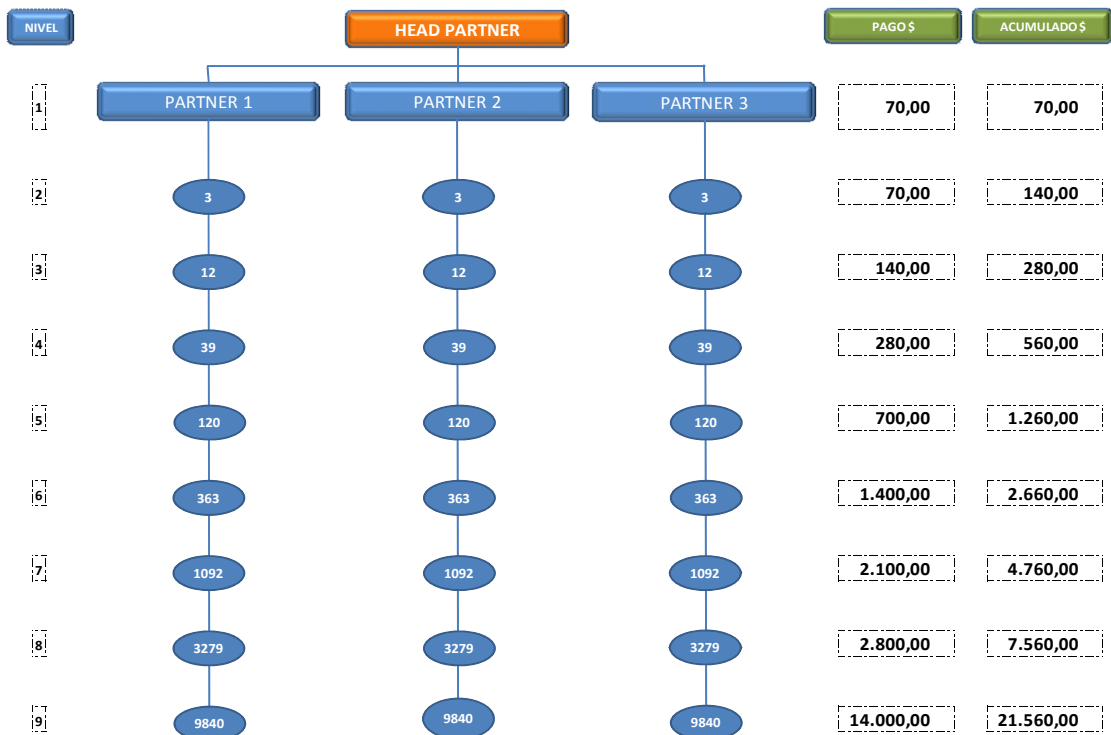 NIVEL HEAD PARTNER PAGO $ ACUMULADO $
1 PARTNER 1 PARTNER 2 PARTNER 3 70,00 70,00
2 3 3 3 70,00 140,00
3 12 12 12 140,00 280,00
4 39 39 39 280,00 560,00
5 120 120 120 700,00 1.260,00
6 363 363 363 1.400,00 2.660,00
7 1092 1092 1092 2.100,00 4.760,00
8 3279 3279 3279 2.800,00 7.560,00
9 9840 9840 9840 14.000,00 21.560,00